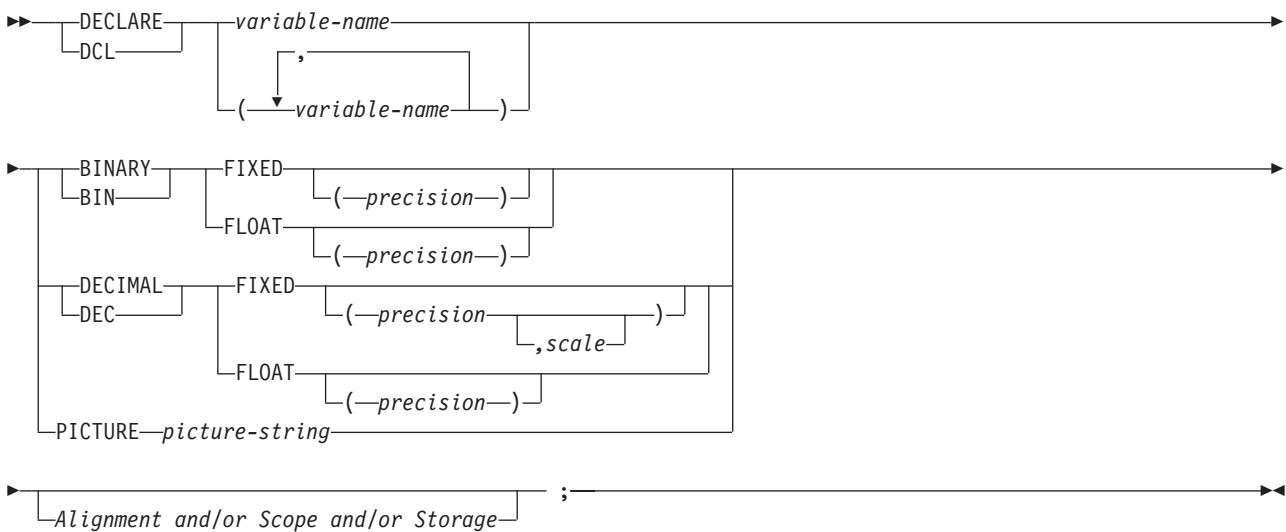 DECLARE variable-name
DCL ,
( variable-name )
BINARY FIXED
BIN ( precision )
FLOAT
( precision )
DECIMAL FIXED
DEC ( precision )
,scale
FLOAT
( precision )
PICTURE picture-string
;
Alignment and/or Scope and/or Storage